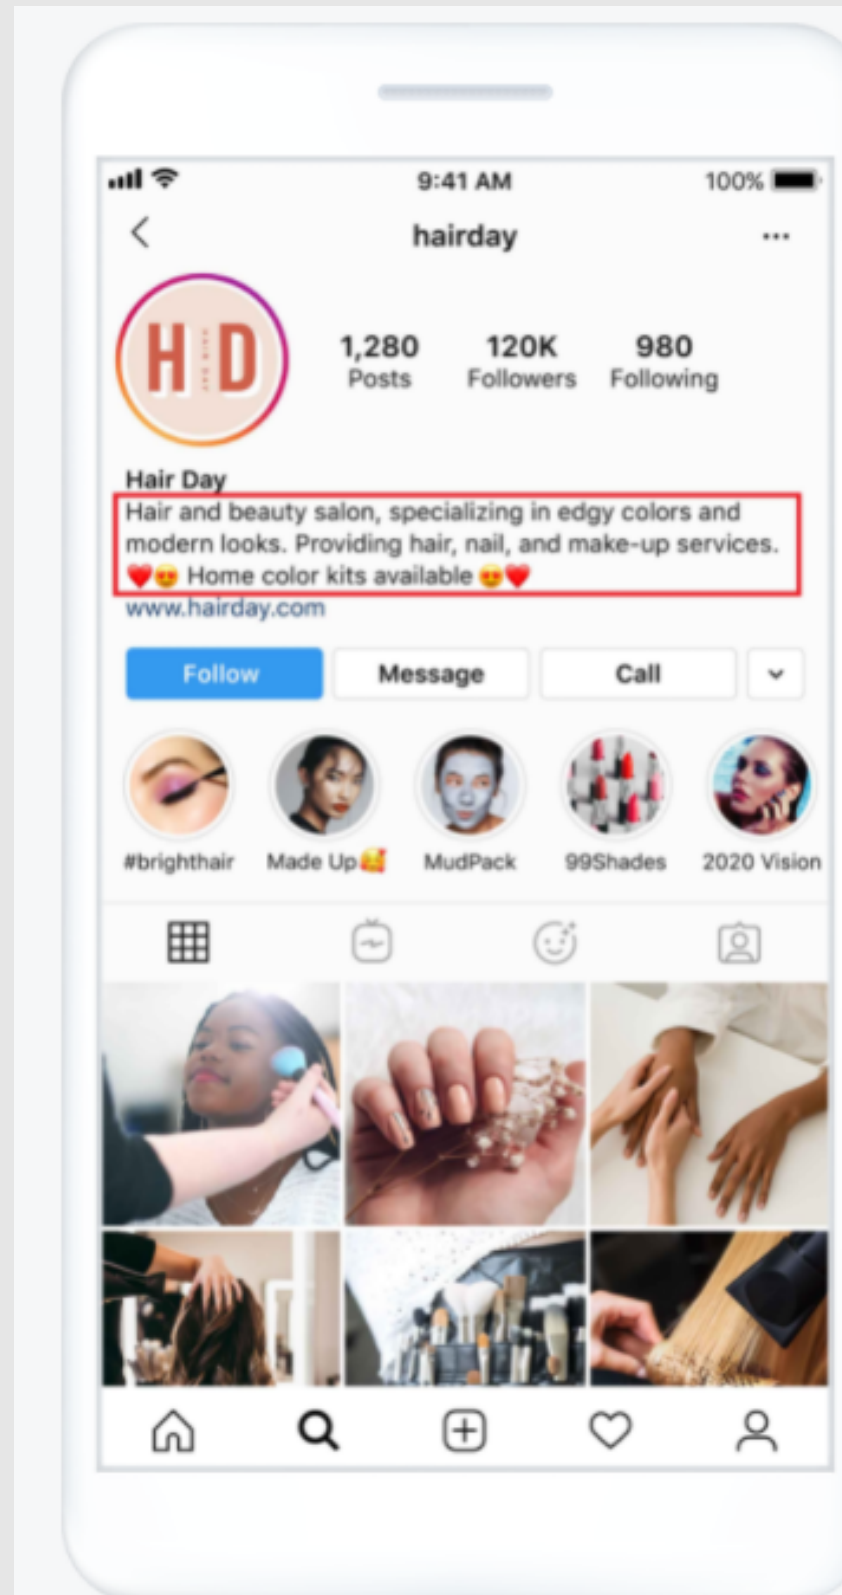 9:41 AM 100%
hairday
H HAIR DAY D
1,280 120K 980
Posts Followers Following
Hair Day
Hair and beauty salon, specializing in edgy colors and
modern looks. Providing hair, nail, and make-up services.
❤️😍 Home color kits available 😍❤️
www.hairday.com
Follow Message Call
#brighthair Made Up🥰 MudPack 99Shades 2020 Vision